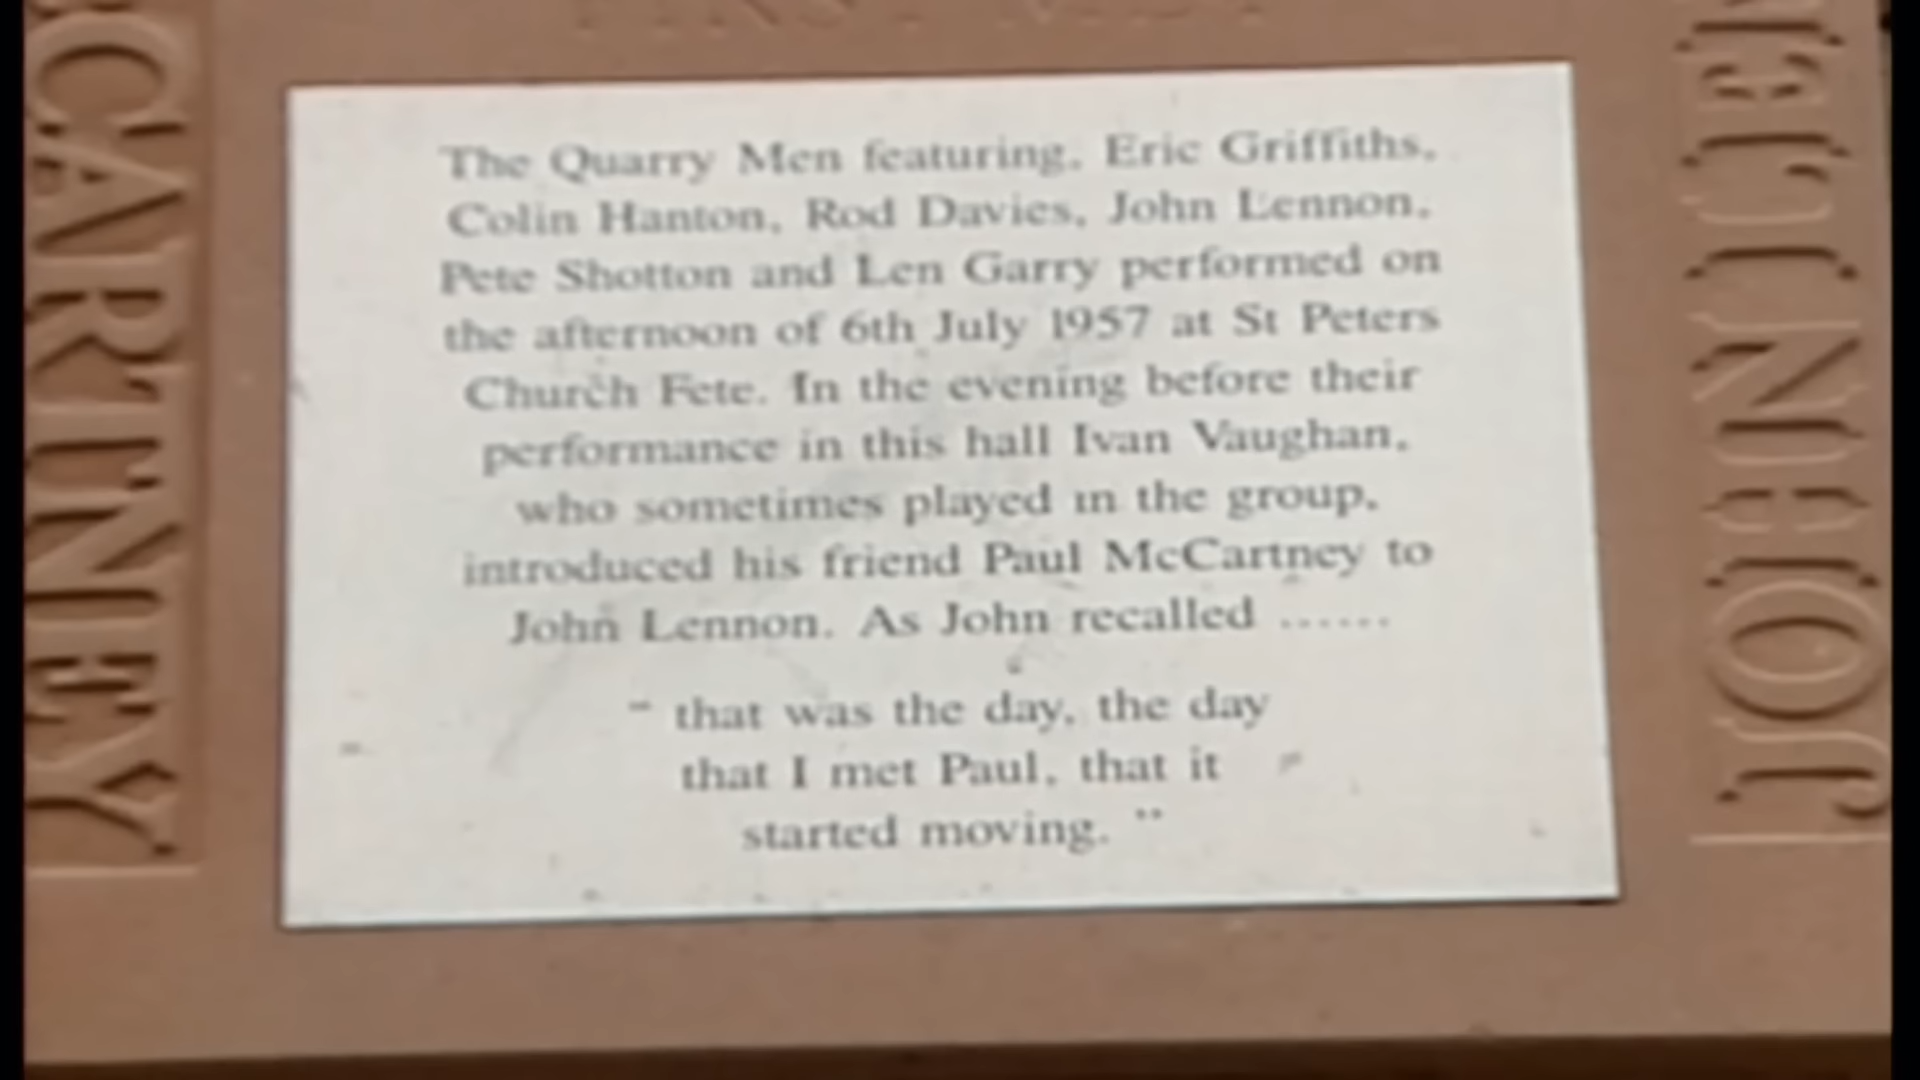 FIRST MET
CARTNEY
The Quarry Men featuring, Eric Griffiths,
Colin Hanton, Rod Davies, John Lennon,
Pete Shotton and Len Garry performed on
the afternoon of 6th July 1957 at St Peters
Church Fete. In the evening before their
performance in this hall Ivan Vaughan,
who sometimes played in the group,
introduced his friend Paul McCartney to
John Lennon. As John recalled ......
" that was the day, the day
that I met Paul, that it
started moving. "